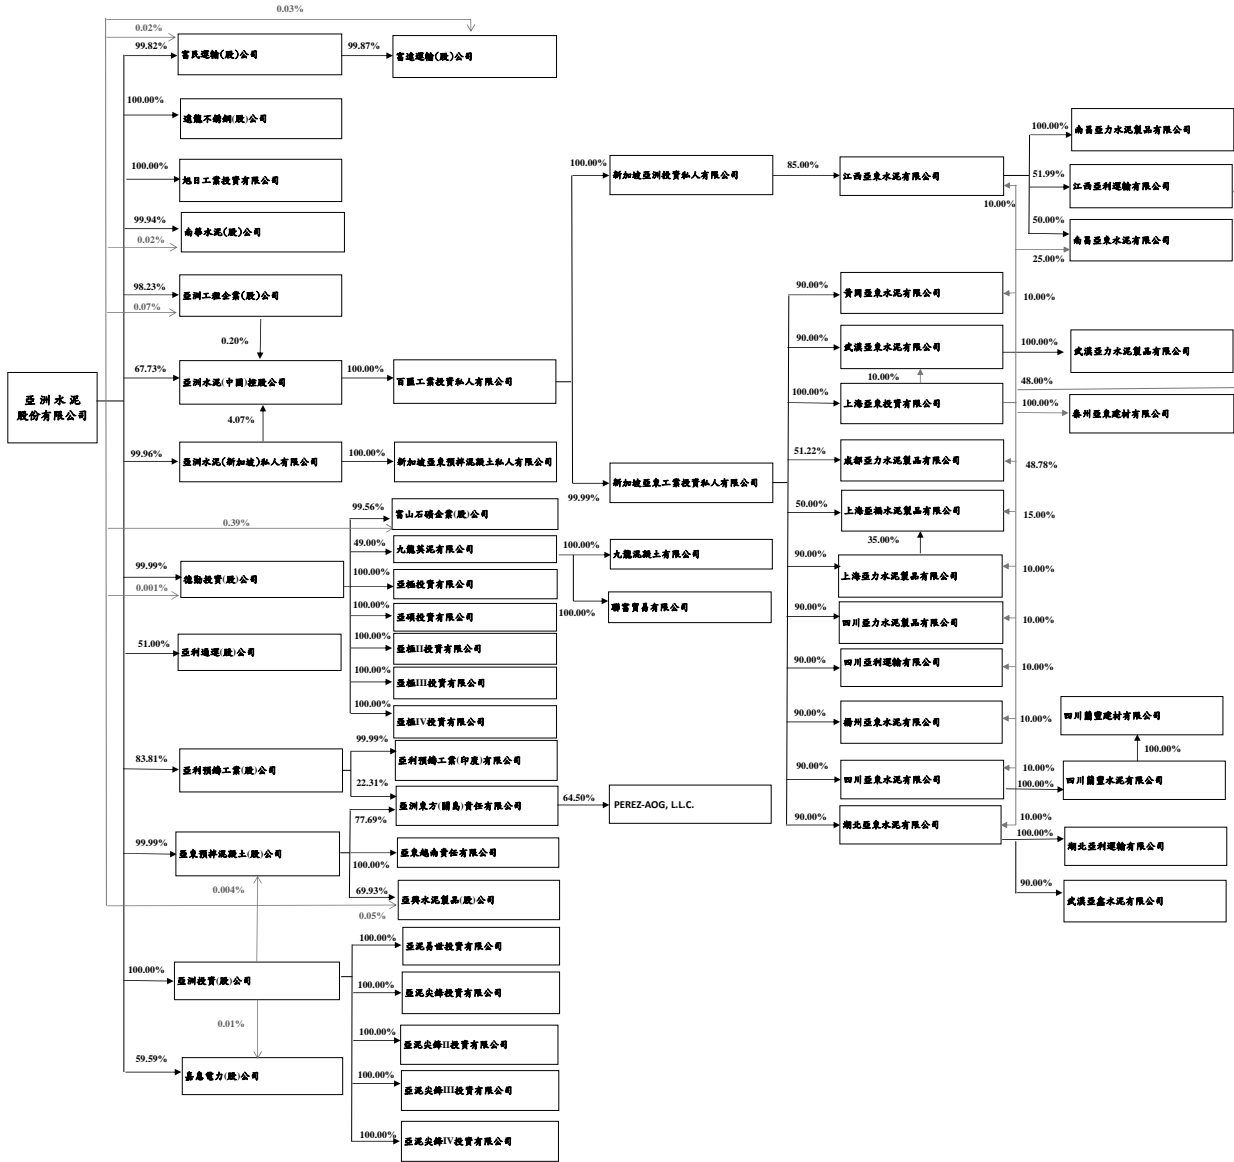 0.03%
0.02%
99.82%
富民運輸(股)公司
99.87%
富達運輸(股)公司
100.00%
遠龍不銹鋼(股)公司
100.00%
旭日工業投資有限公司
99.94%
南華水泥(股)公司
0.02%
98.23%
亞洲工程企業(股)公司
0.07%
0.20%
亞洲水泥
股份有限公司
67.73%
亞洲水泥(中國)控股公司
100.00%
百匯工業投資私人有限公司
4.07%
99.96%
亞洲水泥(新加坡)私人有限公司
100.00%
新加坡亞東預拌混凝土私人有限公司
100.00%
新加坡亞洲投資私人有限公司
85.00%
江西亞東水泥有限公司
10.00%
100.00%
南昌亞力水泥製品有限公司
51.99%
江西亞利運輸有限公司
50.00%
南昌亞東水泥有限公司
25.00%
99.99%
新加坡亞東工業投資私人有限公司
90.00%
黃岡亞東水泥有限公司
10.00%
90.00%
武漢亞東水泥有限公司
100.00%
武漢亞力水泥製品有限公司
10.00%
48.00%
100.00%
上海亞東投資有限公司
100.00%
泰州亞東建材有限公司
51.22%
成都亞力水泥製品有限公司
48.78%
50.00%
上海亞福水泥製品有限公司
15.00%
35.00%
90.00%
上海亞力水泥製品有限公司
10.00%
90.00%
四川亞力水泥製品有限公司
10.00%
90.00%
四川亞利運輸有限公司
10.00%
90.00%
揚州亞東水泥有限公司
10.00%
四川蘭豐建材有限公司
100.00%
90.00%
四川亞東水泥有限公司
10.00%
100.00%
四川蘭豐水泥有限公司
90.00%
湖北亞東水泥有限公司
10.00%
100.00%
湖北亞利運輸有限公司
90.00%
武漢亞鑫水泥有限公司
99.56%
富山石礦企業(股)公司
0.39%
49.00%
九龍英泥有限公司
100.00%
九龍混凝土有限公司
99.99%
德勤投資(股)公司
0.001%
100.00%
亞樞投資有限公司
100.00%
亞碩投資有限公司
100.00%
聯富貿易有限公司
51.00%
亞利通運(股)公司
100.00%
亞樞II投資有限公司
100.00%
亞樞III投資有限公司
100.00%
亞樞IV投資有限公司
83.81%
亞利預鑄工業(股)公司
99.99%
亞利預鑄工業(印度)有限公司
22.31%
亞洲東方(關島)責任有限公司
64.50%
PEREZ-AOG, L.L.C.
77.69%
99.99%
亞東預拌混凝土(股)公司
亞東越南責任有限公司
100.00%
0.004%
69.93%
亞興水泥製品(股)公司
0.05%
100.00%
亞泥易世投資有限公司
100.00%
亞洲投資(股)公司
100.00%
亞泥尖鋒投資有限公司
0.01%
100.00%
亞泥尖鋒II投資有限公司
59.59%
嘉惠電力(股)公司
100.00%
亞泥尖鋒III投資有限公司
100.00%
亞泥尖鋒IV投資有限公司